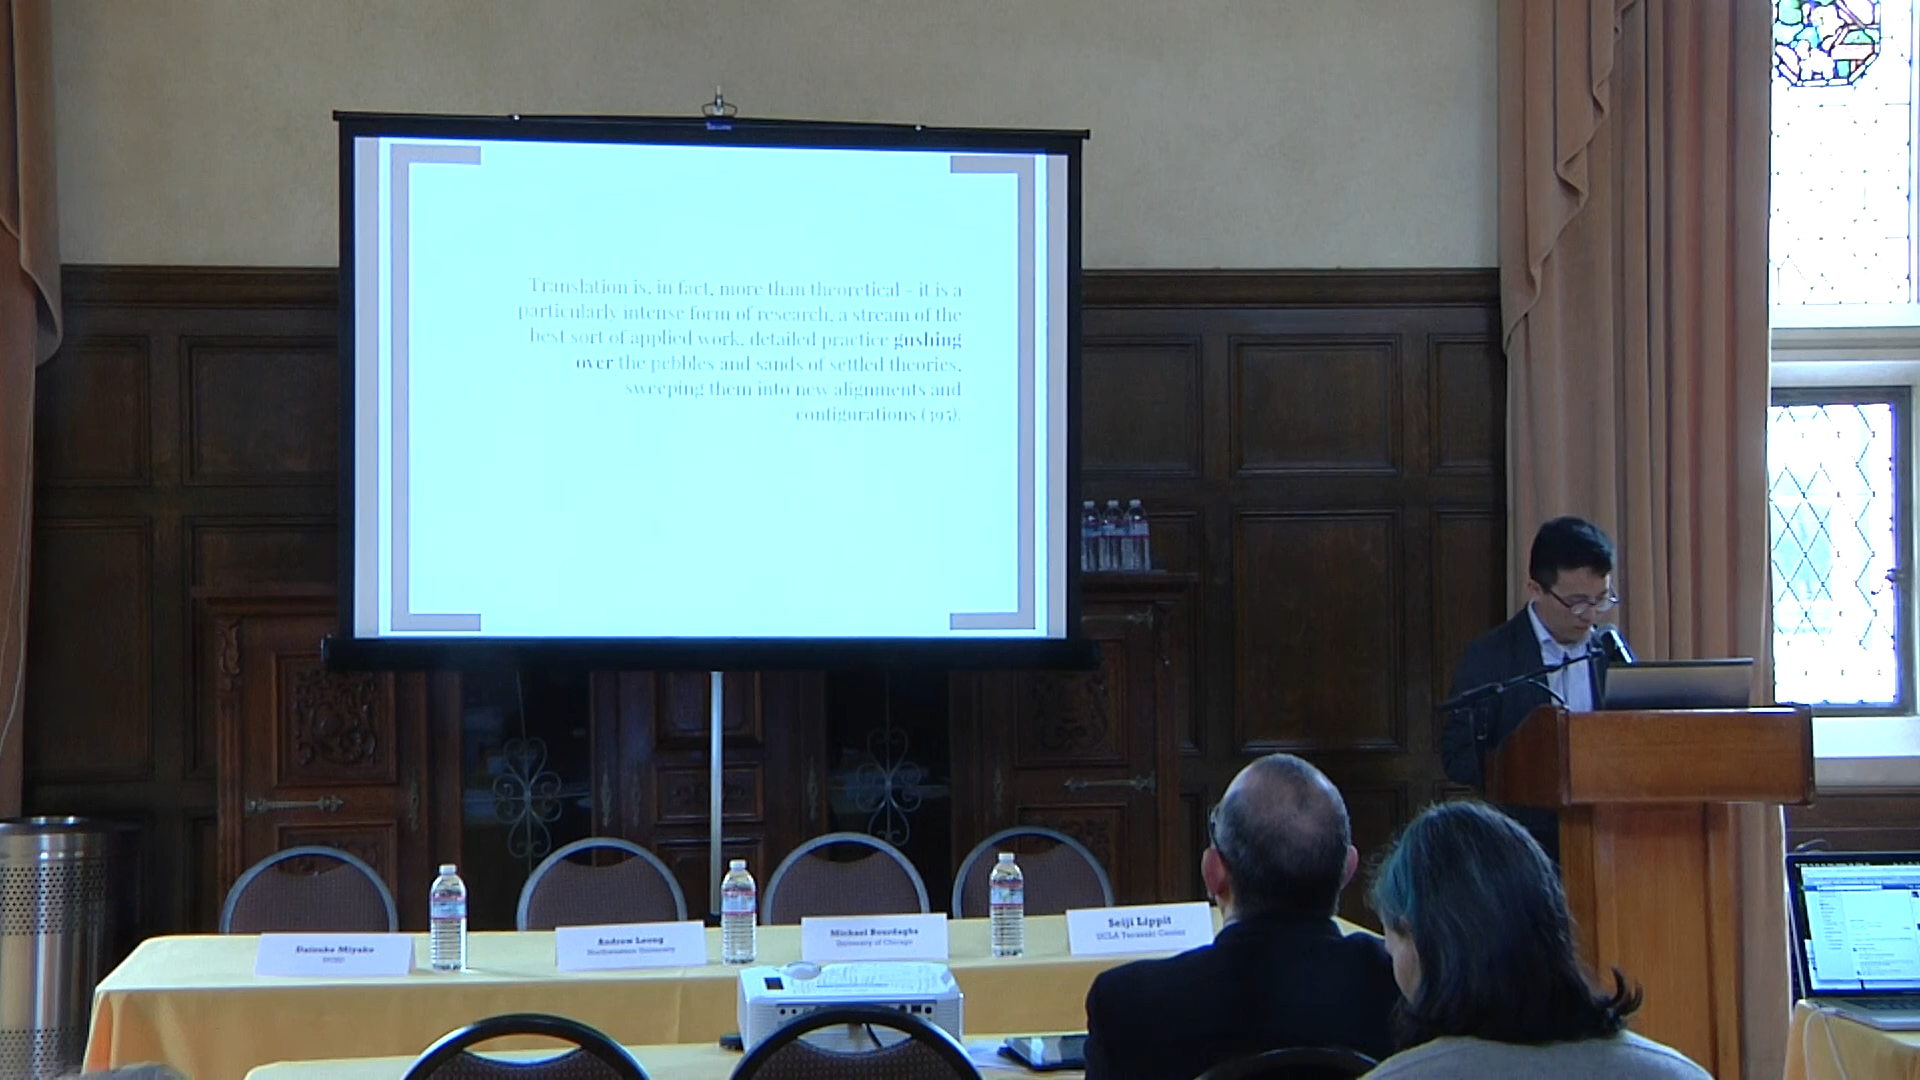 Translation is, in fact, more than theoretical – it is a
particularly intense form of research, a stream of the
best sort of applied work, detailed practice gushing
over the pebbles and sands of settled theories,
sweeping them into new alignments and
configurations (395).
Daisuke Miyako
Andrew Leong
Northwestern University
Michael Bourdaghs
University of Chicago
Seiji Lippit
UCLA Terasaki Center